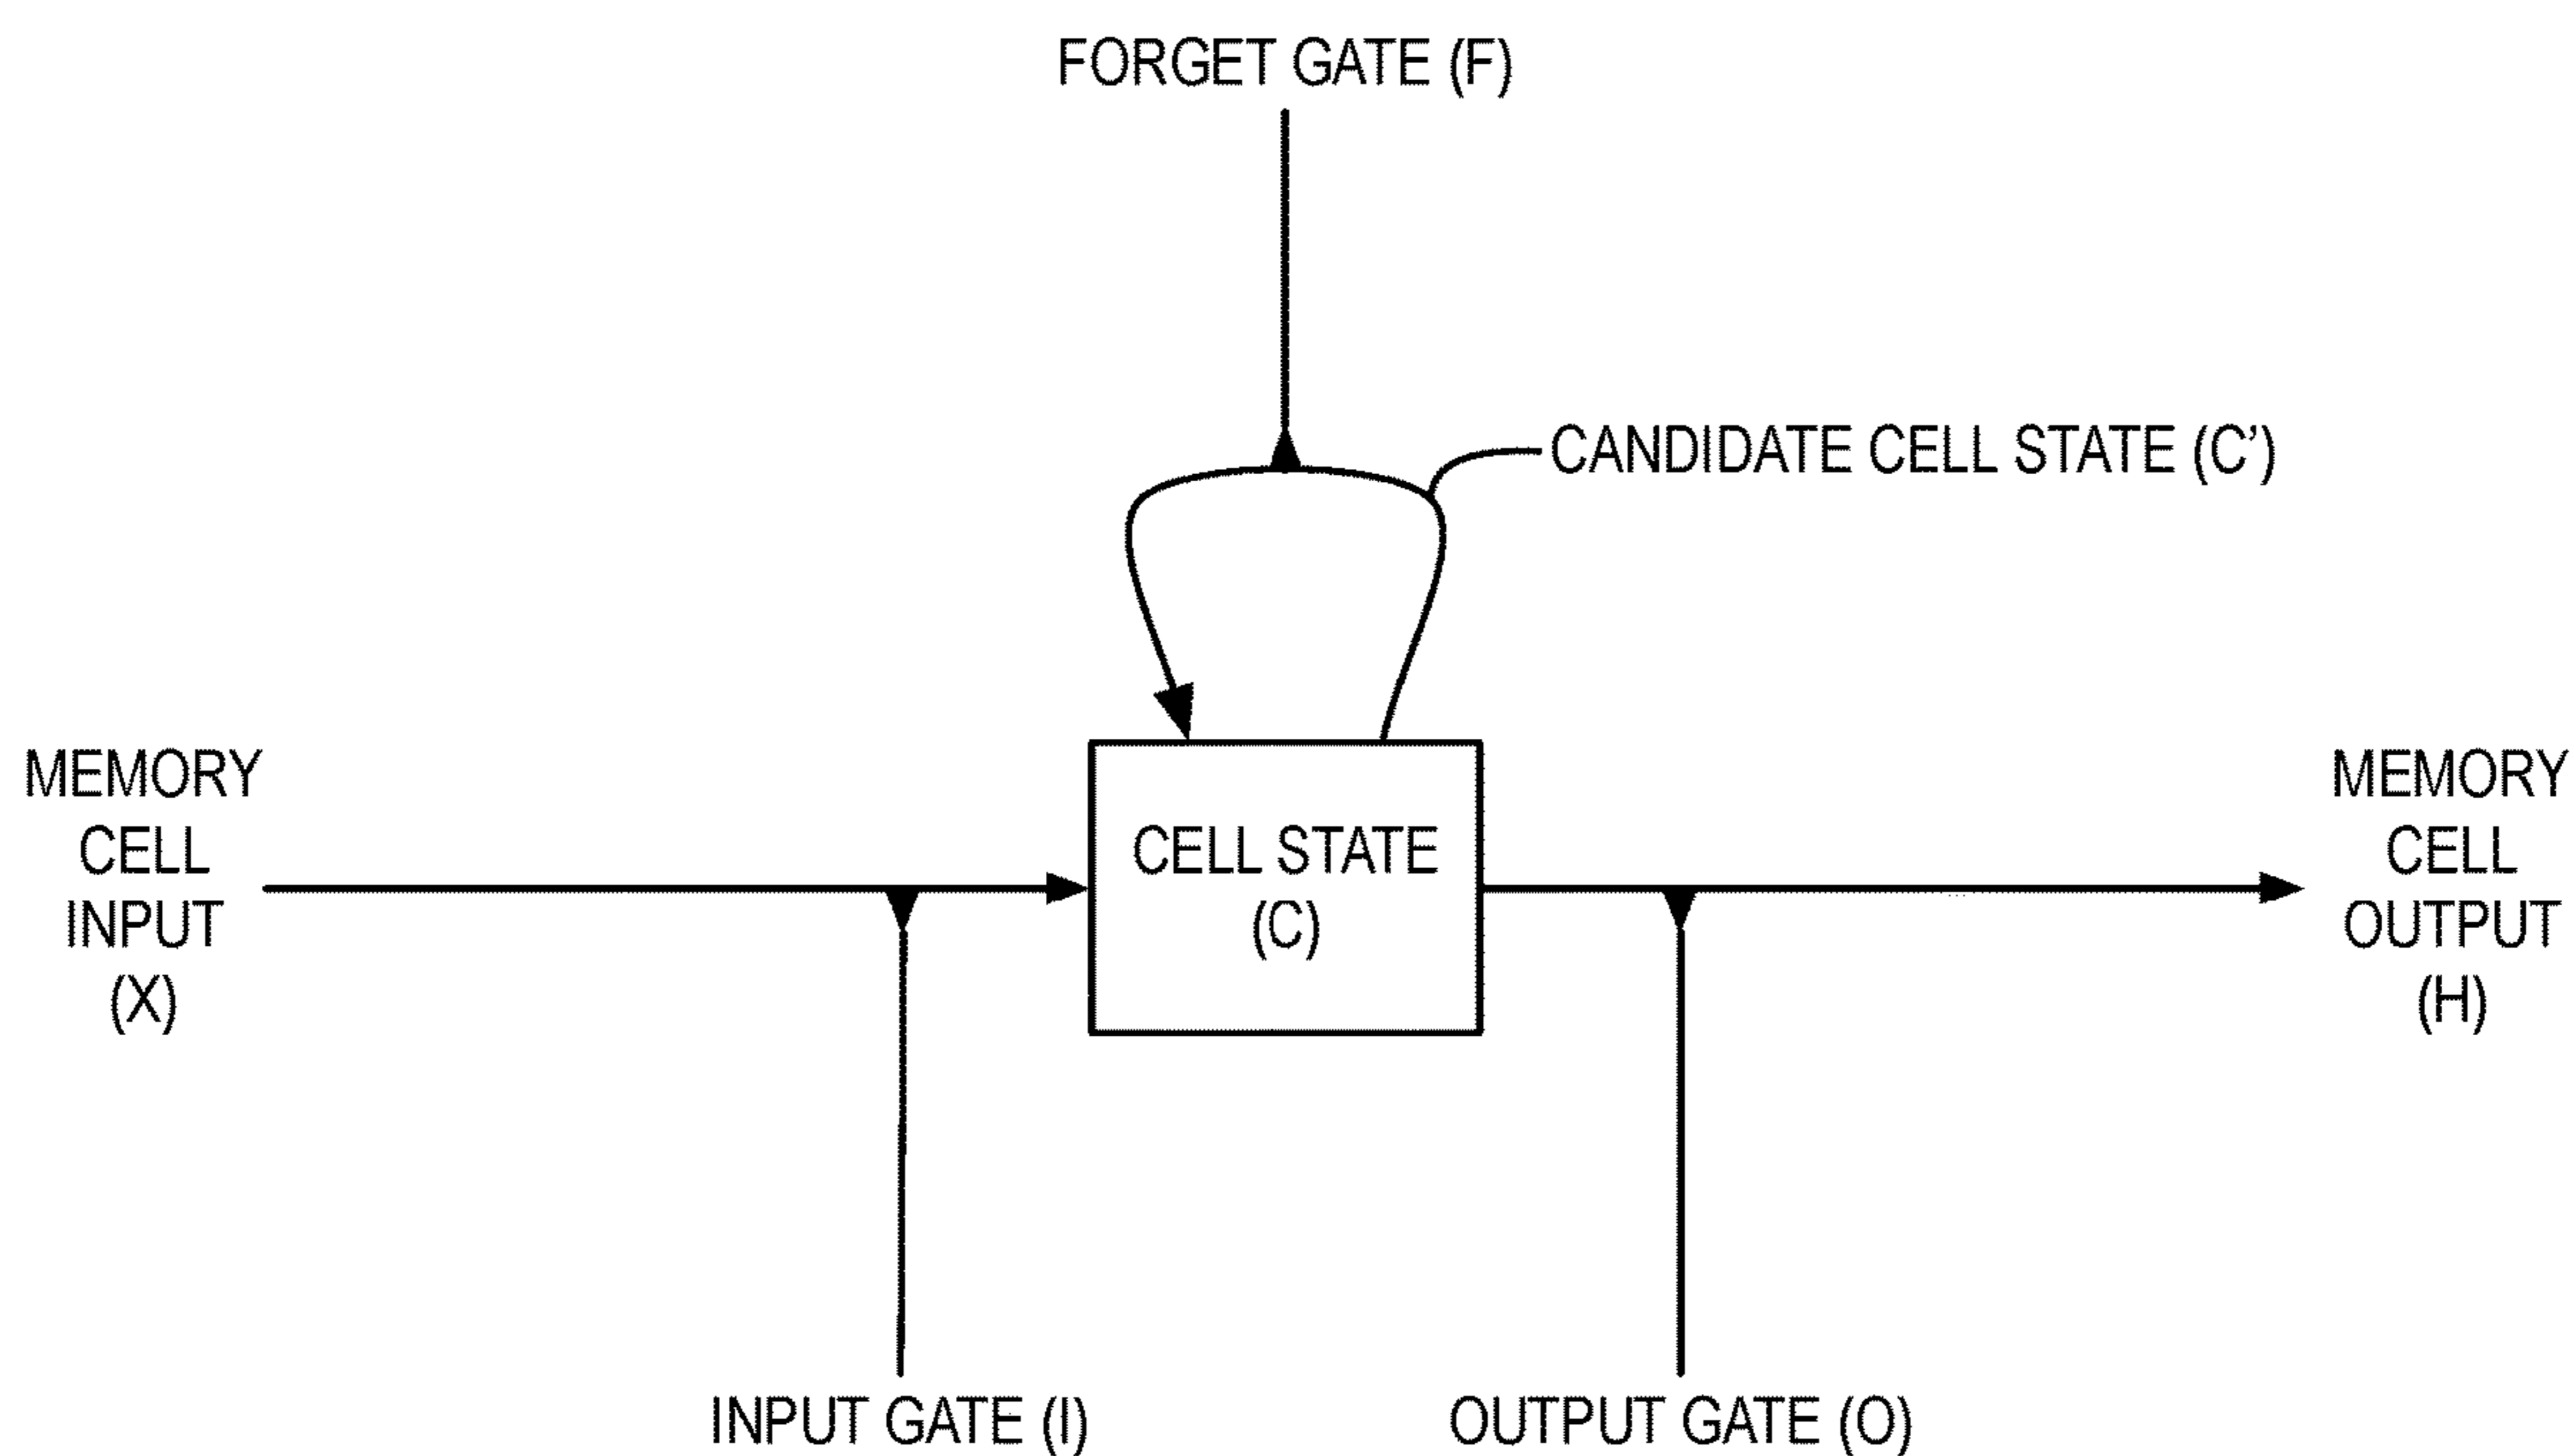 FORGET GATE (F)
CANDIDATE CELL STATE (C’)
MEMORY
CELL
INPUT
(X)
CELL STATE
(C)
MEMORY
CELL
OUTPUT
(H)
INPUT GATE (I)
OUTPUT GATE (O)